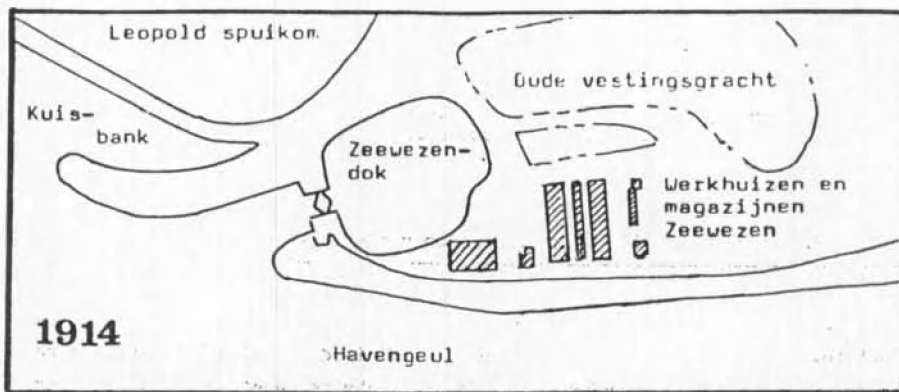 Leopold spuikom
Oude vestingsgracht
Kuis-
bank
Zeewezen-
dok
Werkhuizen en
magazijnen
Zeewezen
1914
Havengeul